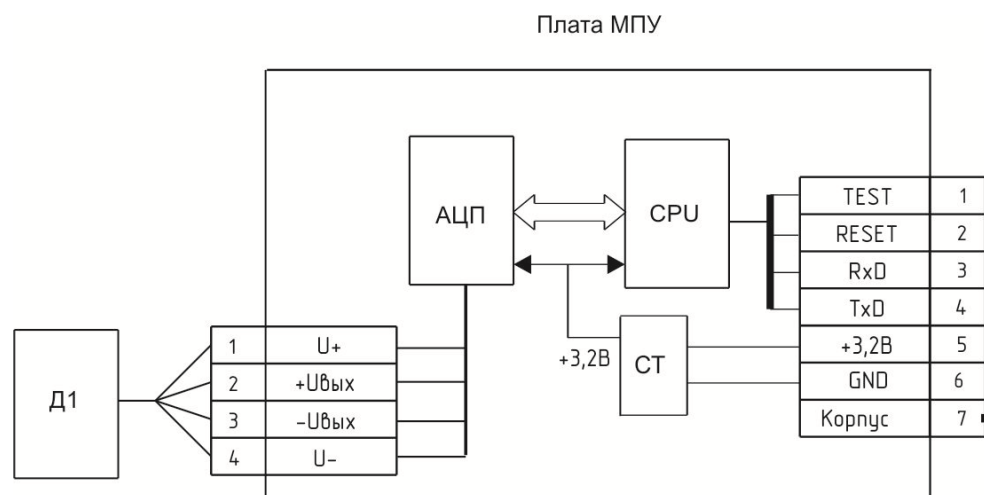 Плата МПУ
АЦП
CPU
TEST 1
RESET 2
RxD 3
TxD 4
+3,2В 5
GND 6
Корпус 7
+3,2В
СТ
Д1
1 U+
2 +Uвых
3 -Uвых
4 U-